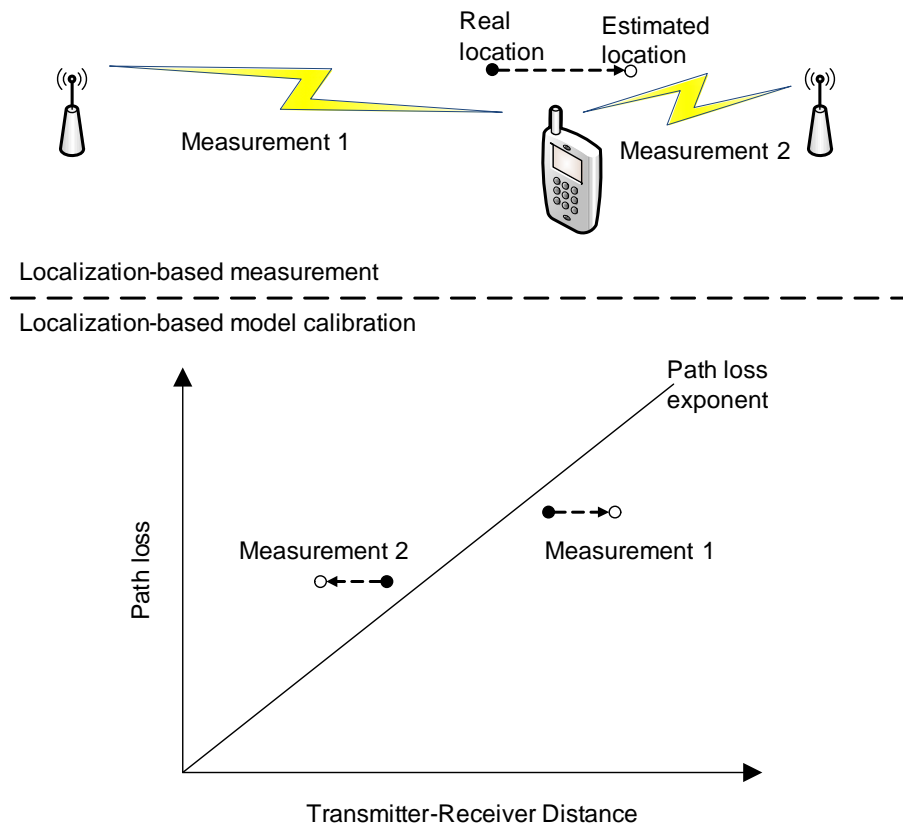 Real
location
Estimated
location
Measurement 1
Measurement 2
Localization-based measurement
Localization-based model calibration
Path loss
exponent
Measurement 2
Measurement 1
Path loss
Transmitter-Receiver Distance